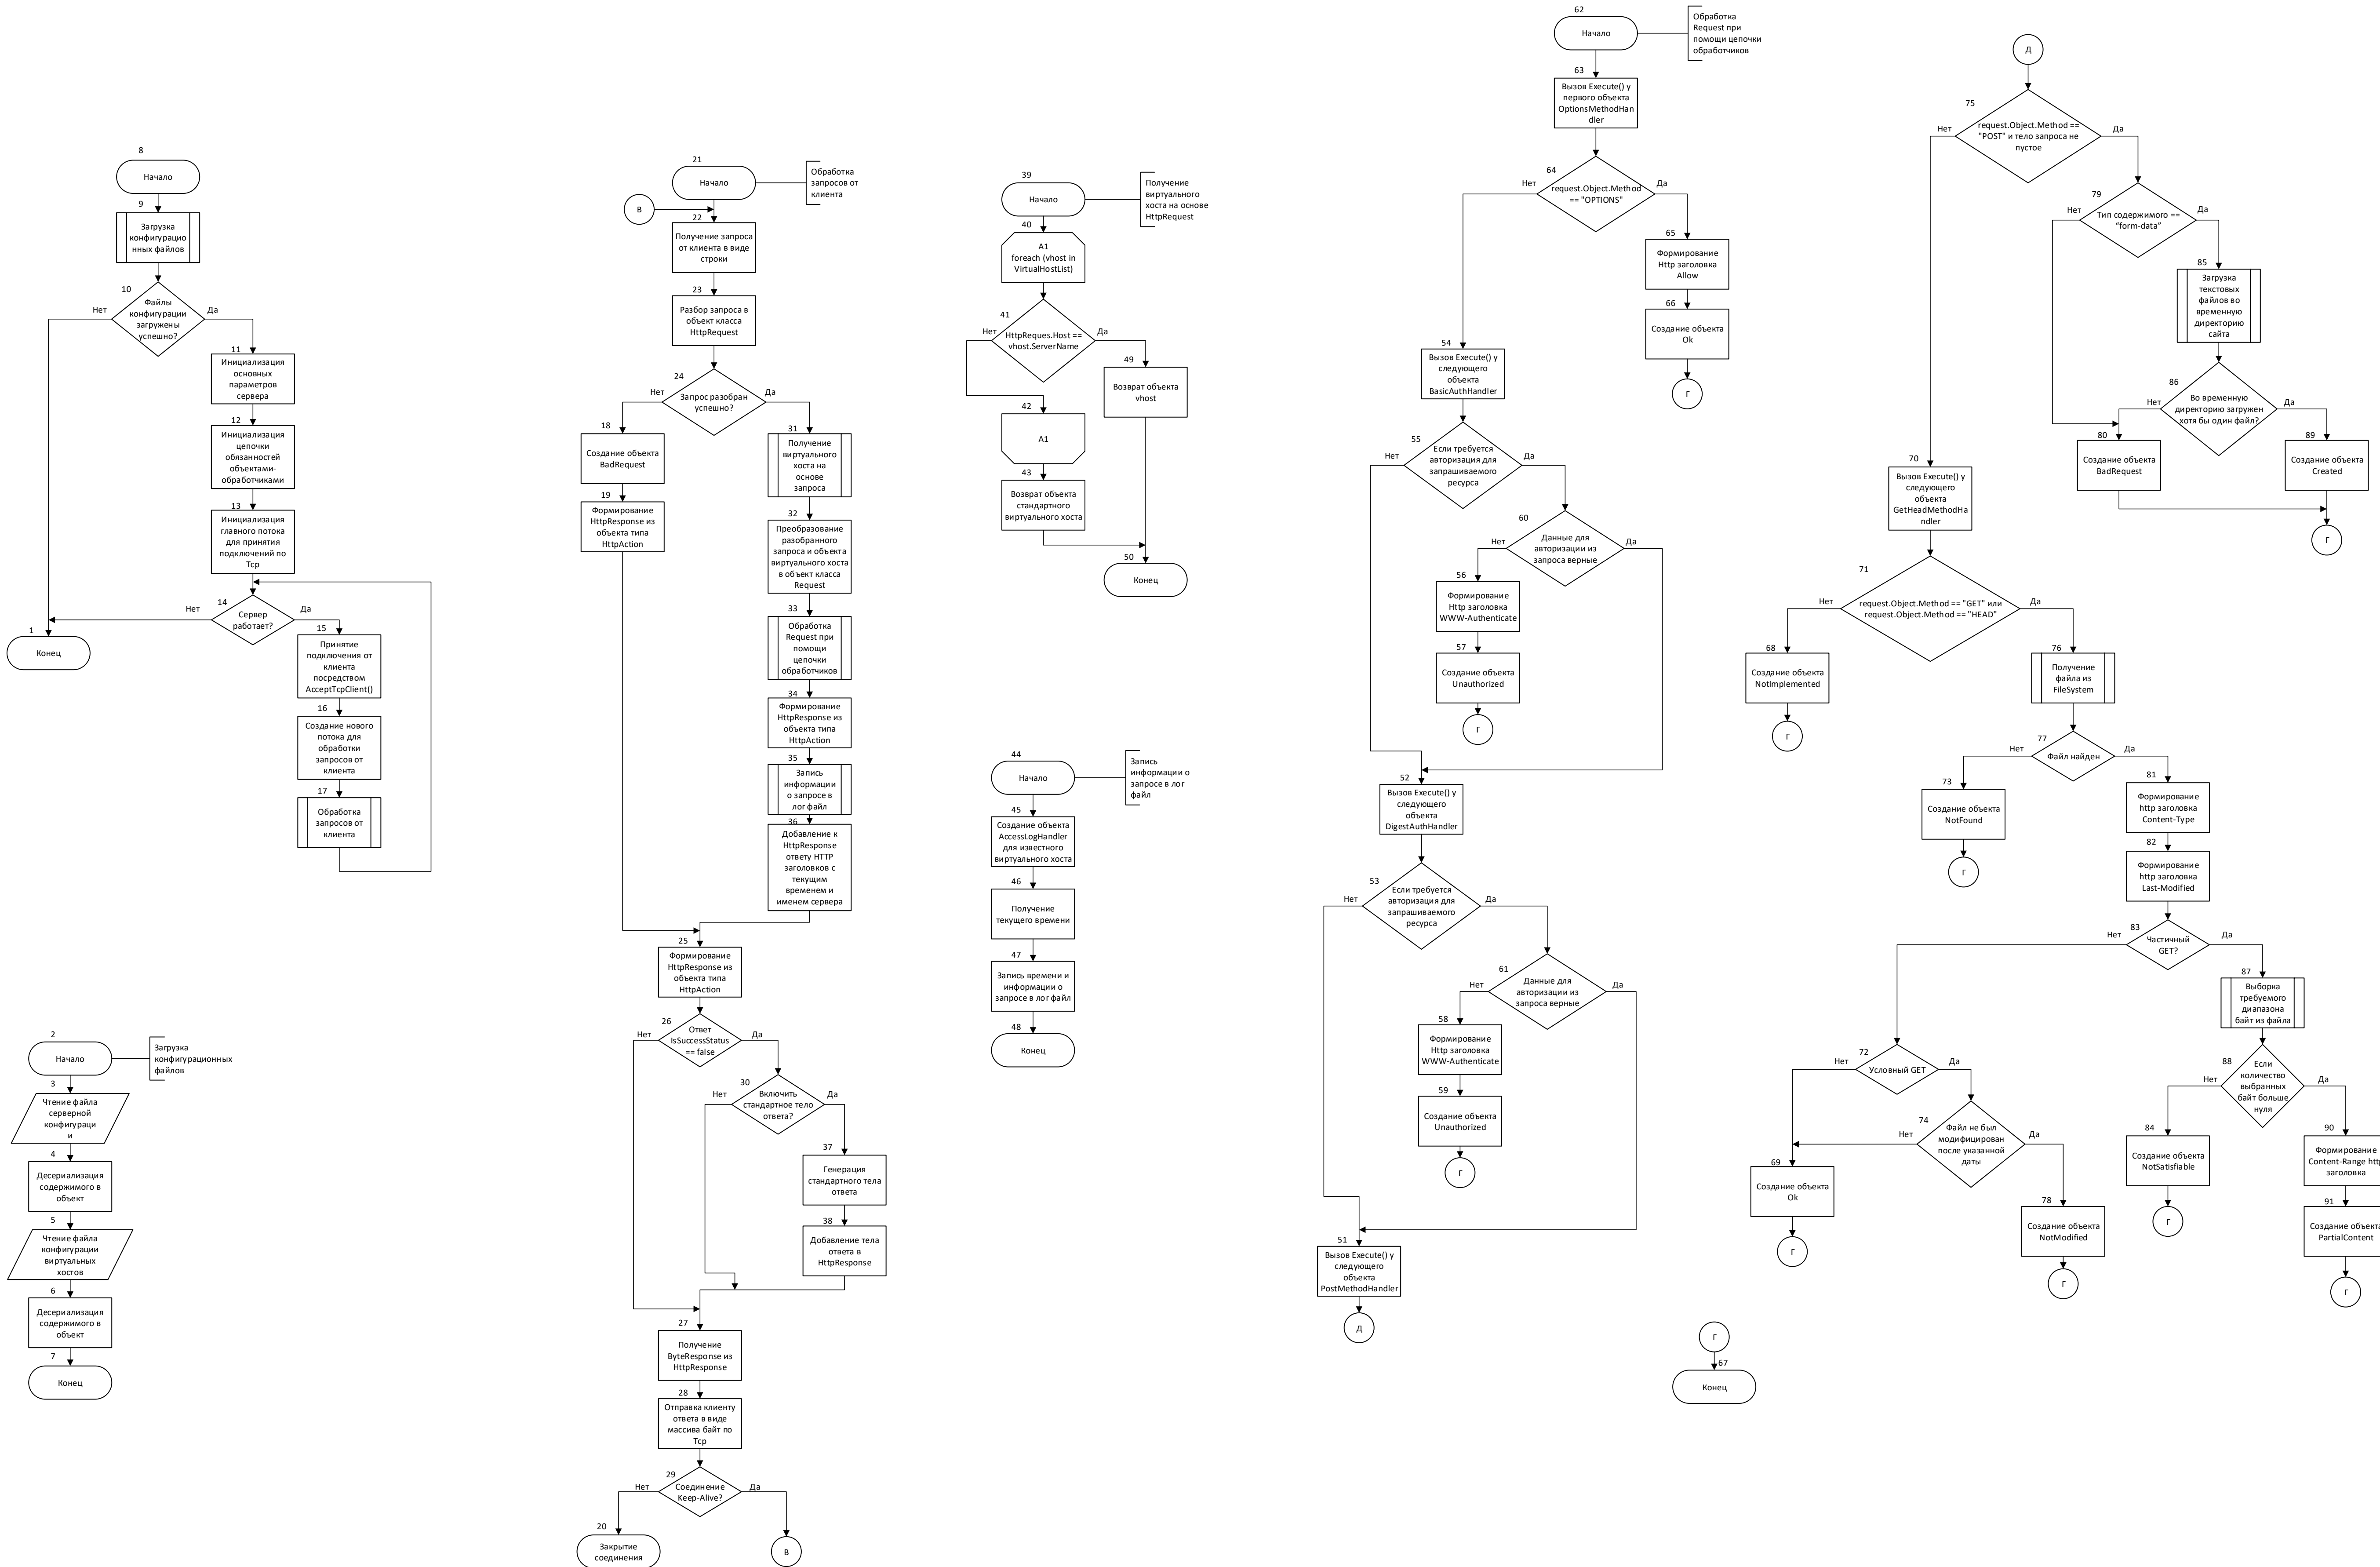 8
Начало
9
Загрузка
конфигурацио
нных файлов
10
Файлы
конфигурации
загружены
успешно?
Нет
Да
11
Инициализация
основных
параметров
сервера
12
Инициализация
цепочки
обязанностей
объектами-
обработчиками
13
Инициализация
главного потока
для принятия
подключений по
Tcp
14
Сервер
работает?
Нет
Да
1
Конец
15
Принятие
подключения от
клиента
посредством
AcceptTcpClient()
16
Создание нового
потока для
обработки
запросов от
клиента
17
Обработка
запросов от
клиента
2
Начало
Загрузка
конфигурационных
файлов
3
Чтение файла
серверной
конфигураци
и
4
Десериализация
содержимого в
объект
5
Чтение файла
конфигурации
виртуальных
хостов
6
Десериализация
содержимого в
объект
7
Конец
21
Начало
Обработка
запросов от
клиента
В
22
Получение запроса
от клиента в виде
строки
23
Разбор запроса в
объект класса
HttpRequest
24
Запрос разобран
успешно?
Нет
Да
18
Создание объекта
BadRequest
19
Формирование
HttpResponse из
объекта типа
HttpAction
31
Получение
виртуального
хоста на
основе
запроса
32
Преобразование
разобранного
запроса и объекта
виртуального хоста
в объект класса
Request
33
Обработка
Request при
помощи
цепочки
обработчиков
34
Формирование
HttpResponse из
объекта типа
HttpAction
35
Запись
информации
о запросе в
лог файл
36
Добавление к
HttpResponse
ответу HTTP
заголовков с
текущим
временем и
именем сервера
25
Формирование
HttpResponse из
объекта типа
HttpAction
26
Ответ
IsSuccessStatus
== false
Нет
Да
30
Включить
стандартное тело
ответа?
Нет
Да
37
Генерация
стандартного тела
ответа
38
Добавление тела
ответа в
HttpResponse
27
Получение
ByteResponse из
HttpResponse
28
Отправка клиенту
ответа в виде
массива байт по
Tcp
29
Соединение
Keep-Alive?
Нет
Да
20
Закрытие
соединения
В
39
Начало
Получение
виртуального
хоста на основе
HttpRequest
40
A1
foreach (vhost in
VirtualHostList)
41
HttpReques.Host ==
vhost.ServerName
Нет
Да
42
A1
43
Возврат объекта
стандартного
виртуального хоста
49
Возврат объекта
vhost
50
Конец
44
Начало
Запись
информации о
запросе в лог
файл
45
Создание объекта
AccessLogHandler
для известного
виртуального хоста
46
Получение
текущего времени
47
Запись времени и
информации о
запросе в лог файл
48
Конец
62
Начало
Обработка
Request при
помощи цепочки
обработчиков
63
Вызов Execute() у
первого объекта
OptionsMethodHan
dler
64
request.Object.Method
== "OPTIONS"
Нет
Да
65
Формирование
Http заголовка
Allow
66
Создание объекта
Ok
Г
54
Вызов Execute() у
следующего
объекта
BasicAuthHandler
55
Если требуется
авторизация для
запрашиваемого
ресурса
Нет
Да
60
Данные для
авторизации из
запроса верные
Нет
Да
56
Формирование
Http заголовка
WWW-Authenticate
57
Создание объекта
Unauthorized
Г
52
Вызов Execute() у
следующего
объекта
DigestAuthHandler
53
Если требуется
авторизация для
запрашиваемого
ресурса
Нет
Да
61
Данные для
авторизации из
запроса верные
Нет
Да
58
Формирование
Http заголовка
WWW-Authenticate
59
Создание объекта
Unauthorized
Г
51
Вызов Execute() у
следующего
объекта
PostMethodHandler
Д
Г
67
Конец
Д
75
request.Object.Method ==
"POST" и тело запроса не
пустое
Нет
Да
79
Тип содержимого ==
“form-data”
Нет
Да
85
Загрузка
текстовых
файлов во
временную
директорию
сайта
86
Во временную
директорию загружен
хотя бы один файл?
Нет
Да
80
Создание объекта
BadRequest
89
Создание объекта
Created
Г
70
Вызов Execute() у
следующего
объекта
GetHeadMethodHa
ndler
71
request.Object.Method == "GET" или
request.Object.Method == "HEAD"
Нет
Да
68
Создание объекта
NotImplemented
Г
76
Получение
файла из
FileSystem
77
Файл найден
Нет
Да
73
Создание объекта
NotFound
Г
81
Формирование
http заголовка
Content-Type
82
Формирование
http заголовка
Last-Modified
83
Частичный
GET?
Нет
Да
87
Выборка
требуемого
диапазона
байт из файла
88
Если
количество
выбранных
байт больше
нуля
Нет
Да
72
Условный GET
Нет
Да
74
Файл не был
модифицирован
после указанной
даты
Нет
Да
69
Создание объекта
Ok
Г
78
Создание объекта
NotModified
Г
84
Создание объекта
NotSatisfiable
Г
90
Формирование
Content-Range
заголовка
91
Создание
PartialContent
Г